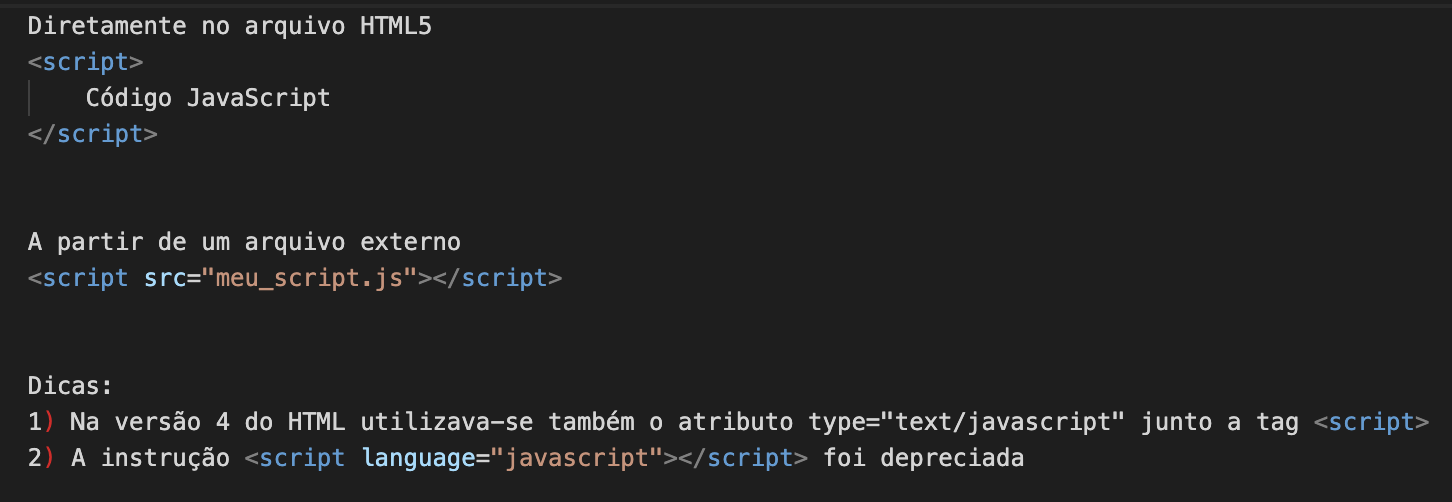 Diretamente no arquivo HTML5
<script>
Código JavaScript
</script>
A partir de um arquivo externo
<script src="meu_script.js"></script>
Dicas:
1) Na versão 4 do HTML utilizava-se também o atributo type="text/javascript" junto a tag <script>
2) A instrução <script language="javascript"></script> foi depreciada